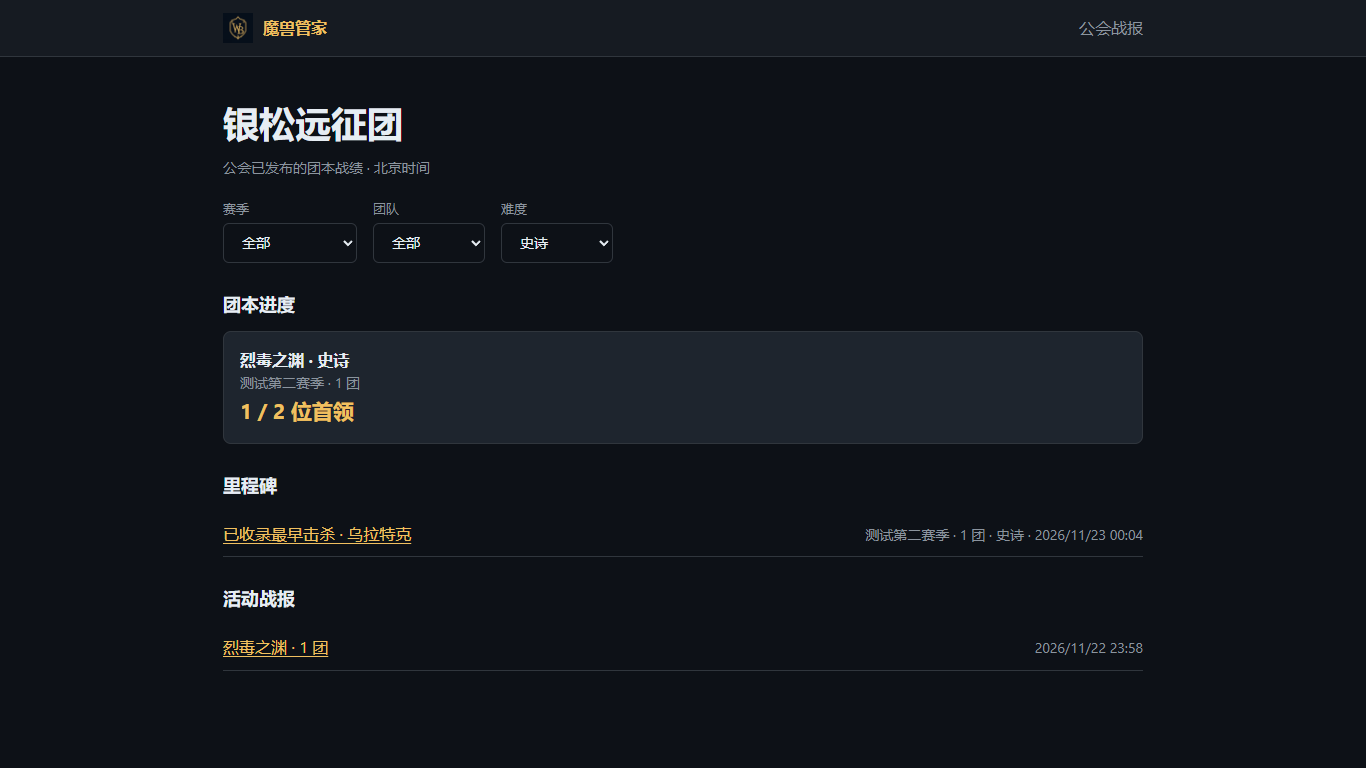 魔兽管家
公会战报
银松远征团
公会已发布的团本战绩 · 北京时间
赛季 团队 难度
全部 全部 史诗
团本进度
烈毒之渊 · 史诗
测试第二赛季 · 1 团
1 / 2 位首领
里程碑
已收录最早击杀 · 乌拉特克 测试第二赛季 · 1 团 · 史诗 · 2026/11/23 00:04
活动战报
烈毒之渊 · 1 团 2026/11/22 23:58